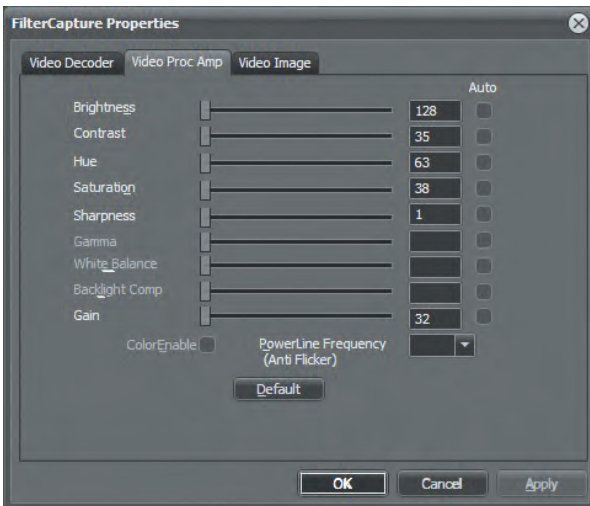 FilterCapture Properties
Video Decoder Video Proc Amp Video Image
Auto
Brightness 128
Contrast 35
Hue 63
Saturation 38
Sharpness 1
Gamma
White Balance
Backlight Comp
Gain 32
ColorEnable PowerLine Frequency
(Anti Flicker)
Default
OK Cancel Apply